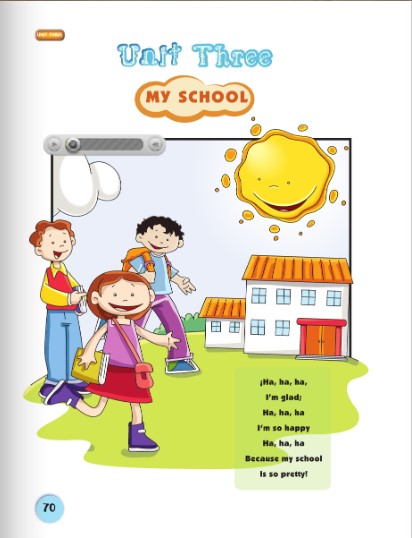 UNIT THREE
Unit Three
MY SCHOOL
¡Ha, ha, ha,
I'm glad;
Ha, ha, ha
I'm so happy
Ha, ha, ha
Because my school
Is so pretty!
70